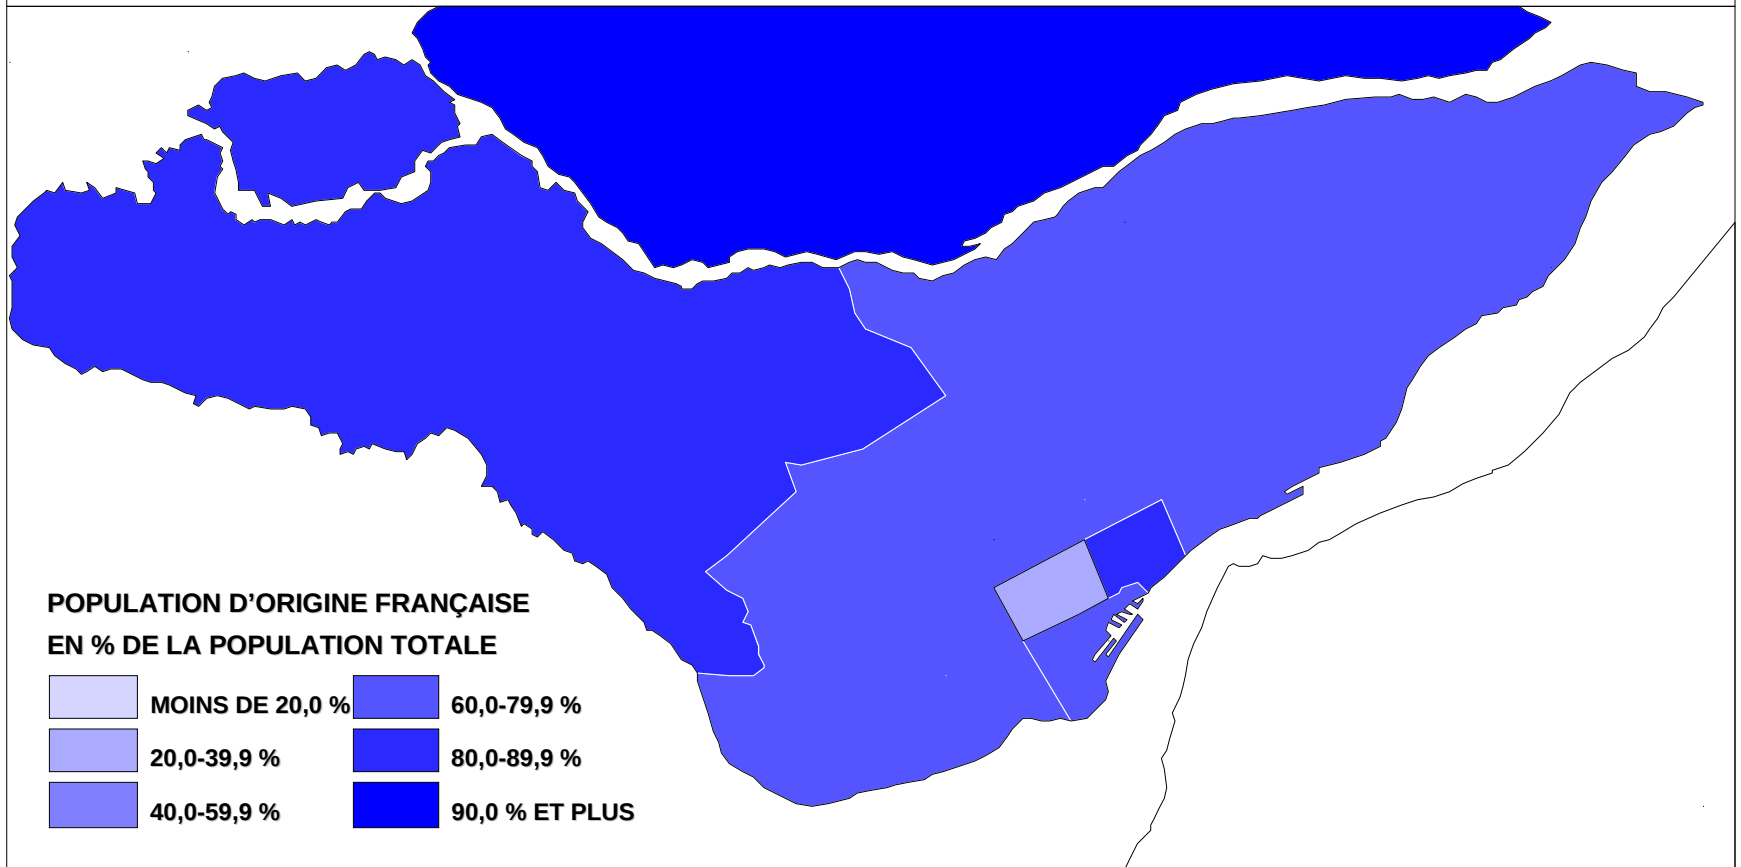 POPULATION D’ORIGINE FRANÇAISE
EN % DE LA POPULATION TOTALE
MOINS DE 20,0 %
20,0-39,9 %
40,0-59,9 %
60,0-79,9 %
80,0-89,9 %
90,0 % ET PLUS